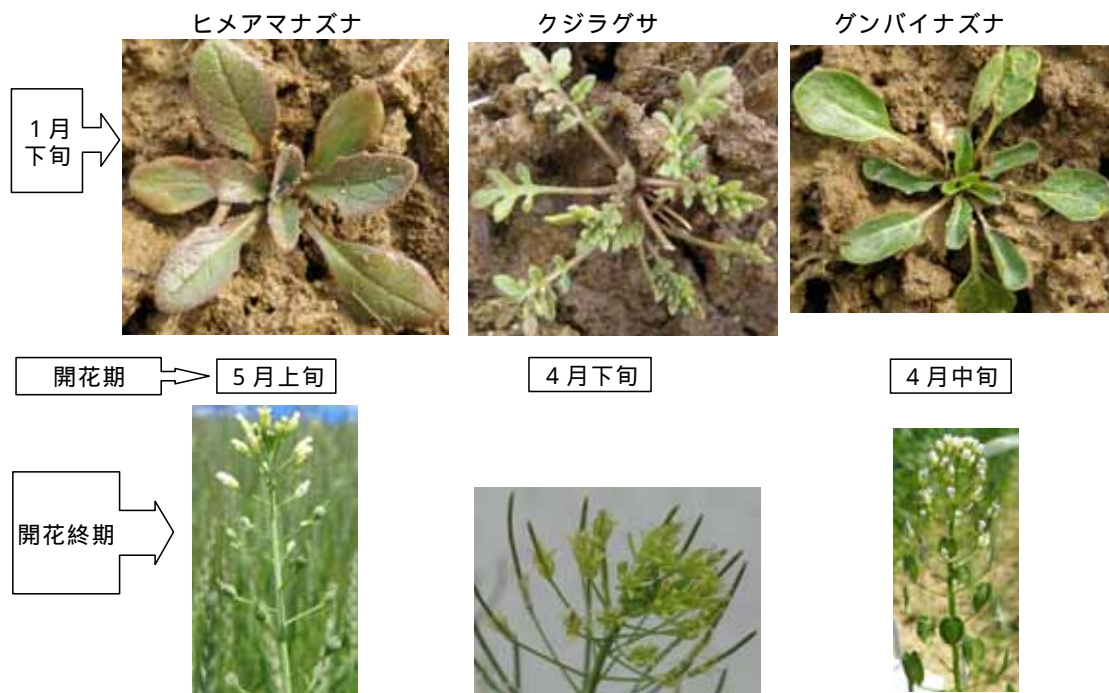 ヒメアマナズナ
クジラグサ
グンバイナズナ
1月
下旬
開花期
5月上旬
4月下旬
4月中旬
開花終期